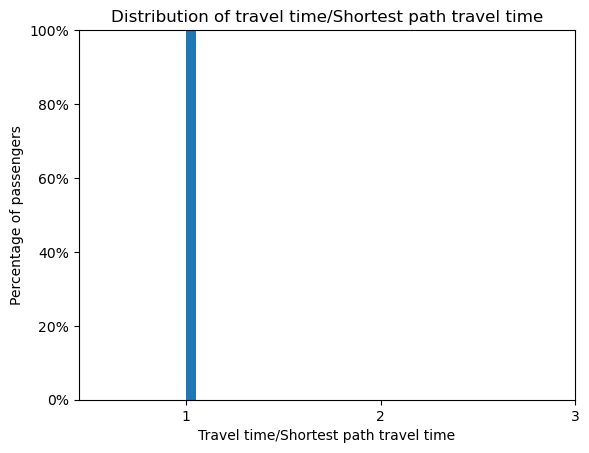 Distribution of travel time/Shortest path travel time
100%
80%
60%
40%
20%
0%
Percentage of passengers
1 2 3
Travel time/Shortest path travel time